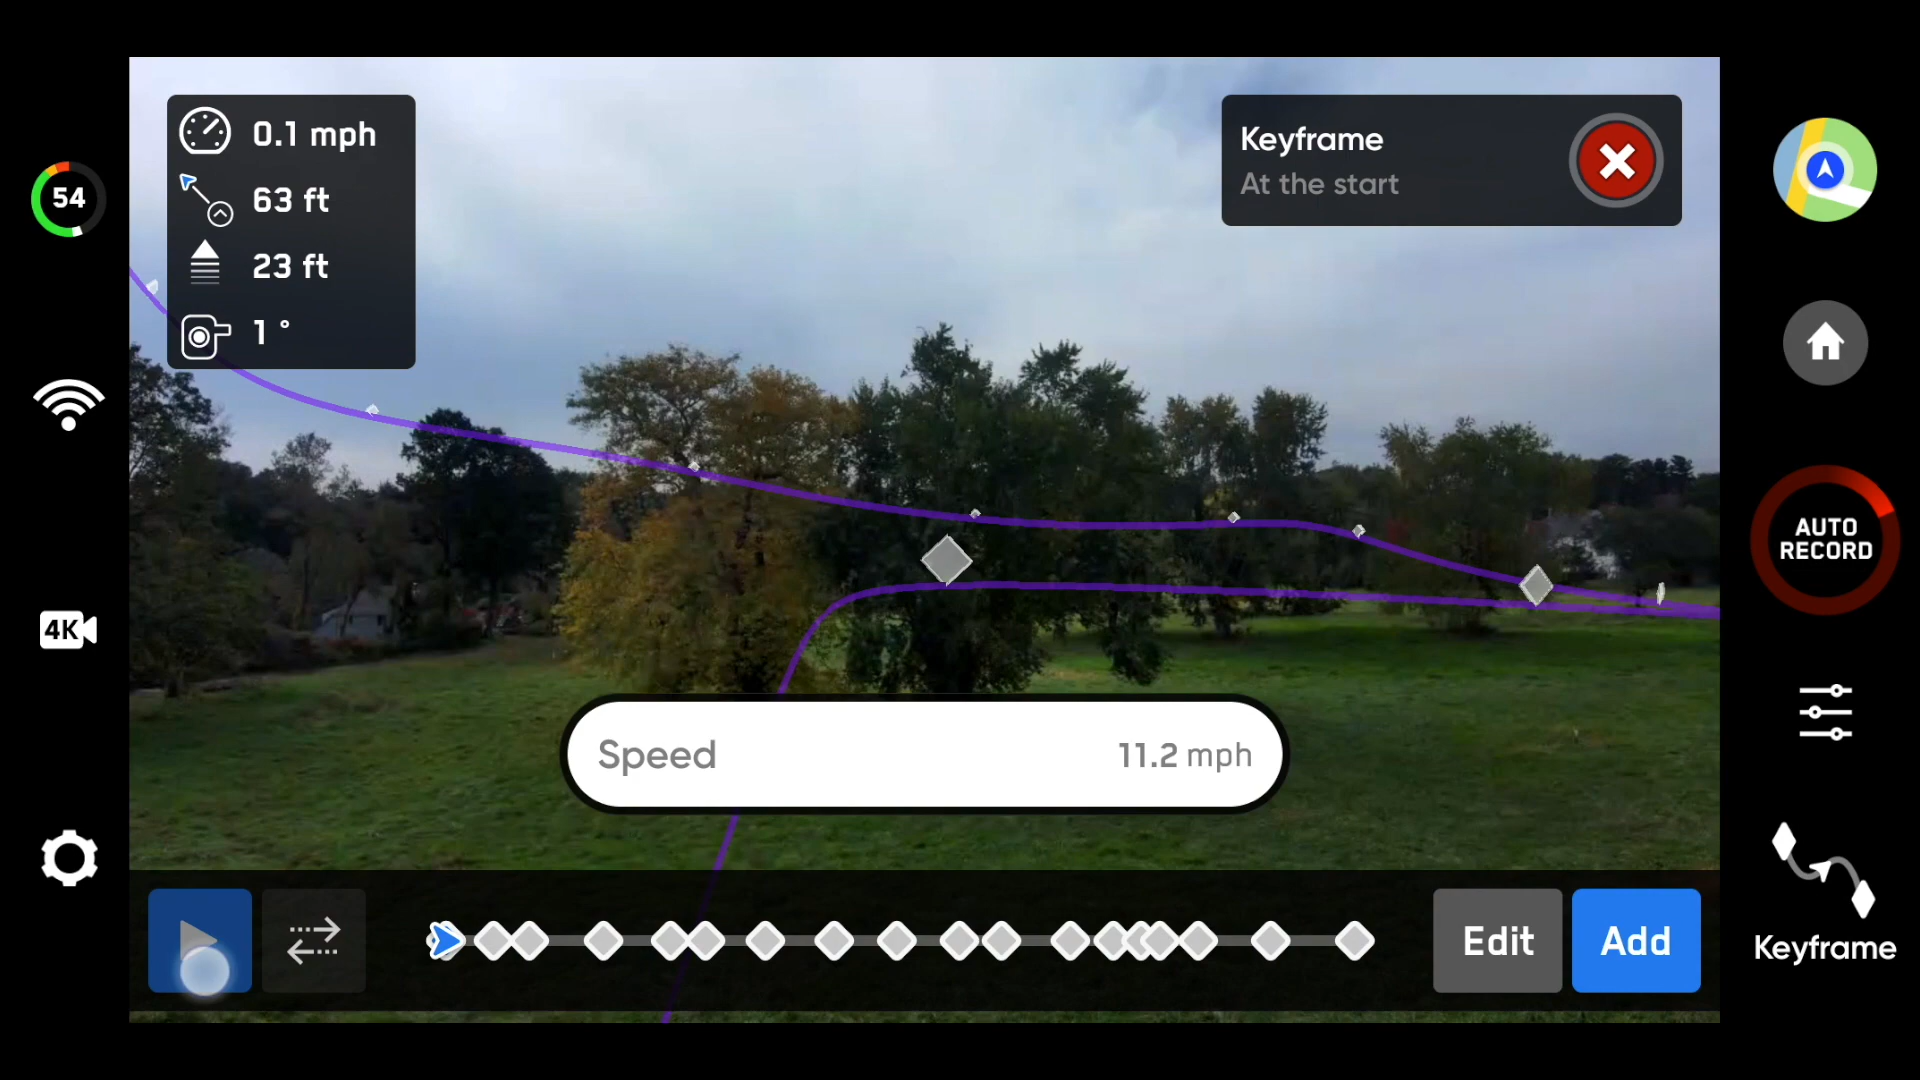 54
4K
0.1 mph
63 ft
23 ft
1 °
Keyframe
At the start
Speed
11.2 mph
Edit
Add
AUTO
RECORD
Keyframe